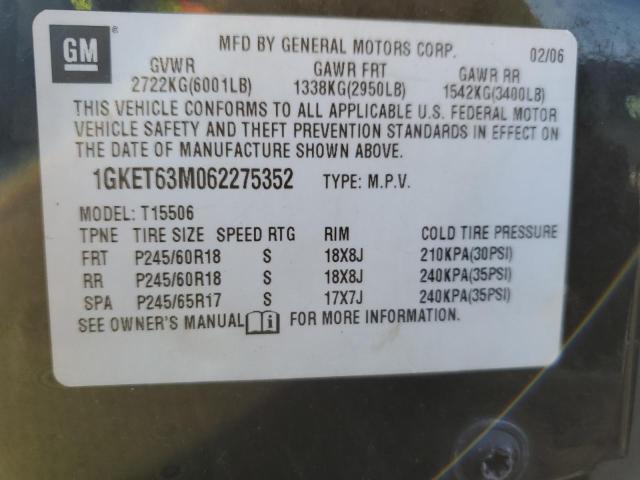 GM
MFD BY GENERAL MOTORS CORP. 02/06
GVWR GAWR FRT GAWR RR
2722KG(6001LB) 1338KG(2950LB) 1542KG(3400LB)
THIS VEHICLE CONFORMS TO ALL APPLICABLE U.S. FEDERAL MOTOR
VEHICLE SAFETY AND THEFT PREVENTION STANDARDS IN EFFECT ON
THE DATE OF MANUFACTURE SHOWN ABOVE.
1GKET63M062275352 TYPE: M.P.V.
MODEL: T15506
TPNE TIRE SIZE SPEED RTG RIM COLD TIRE PRESSURE
FRT P245/60R18 S 18X8J 210KPA(30PSI)
RR P245/60R18 S 18X8J 240KPA(35PSI)
SPA P245/65R17 S 17X7J 240KPA(35PSI)
SEE OWNER'S MANUAL i FOR MORE INFORMATION.